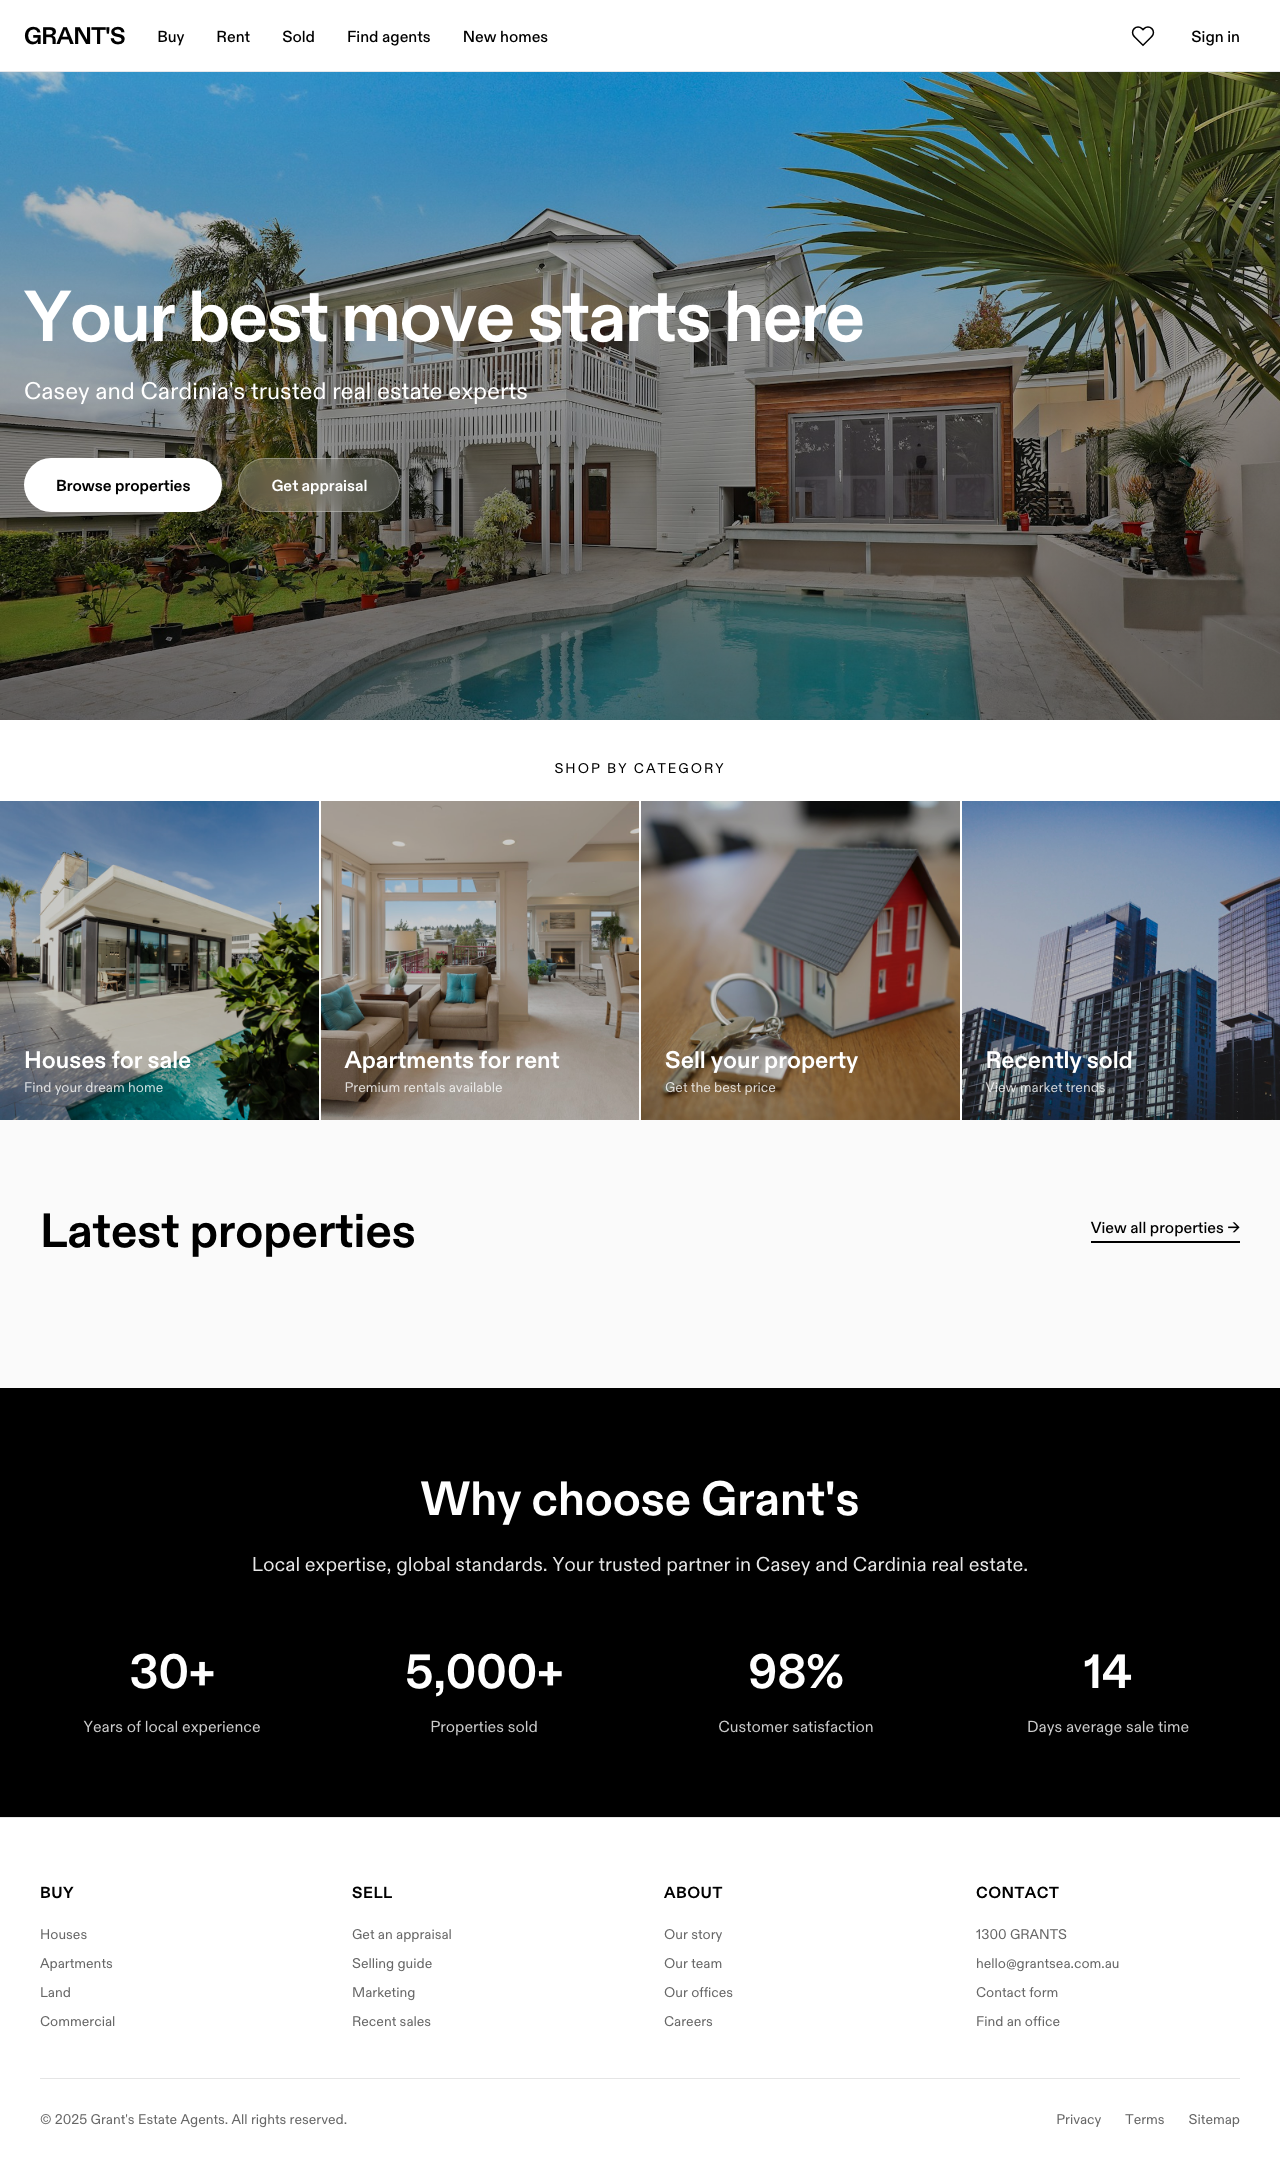 GRANT'S Buy Rent Sold Find agents New homes Sign in
Your best move starts here
Casey and Cardinia's trusted real estate experts
Browse properties Get appraisal
SHOP BY CATEGORY
Houses for sale
Find your dream home
Apartments for rent
Premium rentals available
Sell your property
Get the best price
Recently sold
View market trends
Latest properties
View all properties →
Why choose Grant's
Local expertise, global standards. Your trusted partner in Casey and Cardinia real estate.
30+
Years of local experience
5,000+
Properties sold
98%
Customer satisfaction
14
Days average sale time
BUY
Houses
Apartments
Land
Commercial
SELL
Get an appraisal
Selling guide
Marketing
Recent sales
ABOUT
Our story
Our team
Our offices
Careers
CONTACT
1300 GRANTS
hello@grantsea.com.au
Contact form
Find an office
© 2025 Grant's Estate Agents. All rights reserved.
Privacy Terms Sitemap